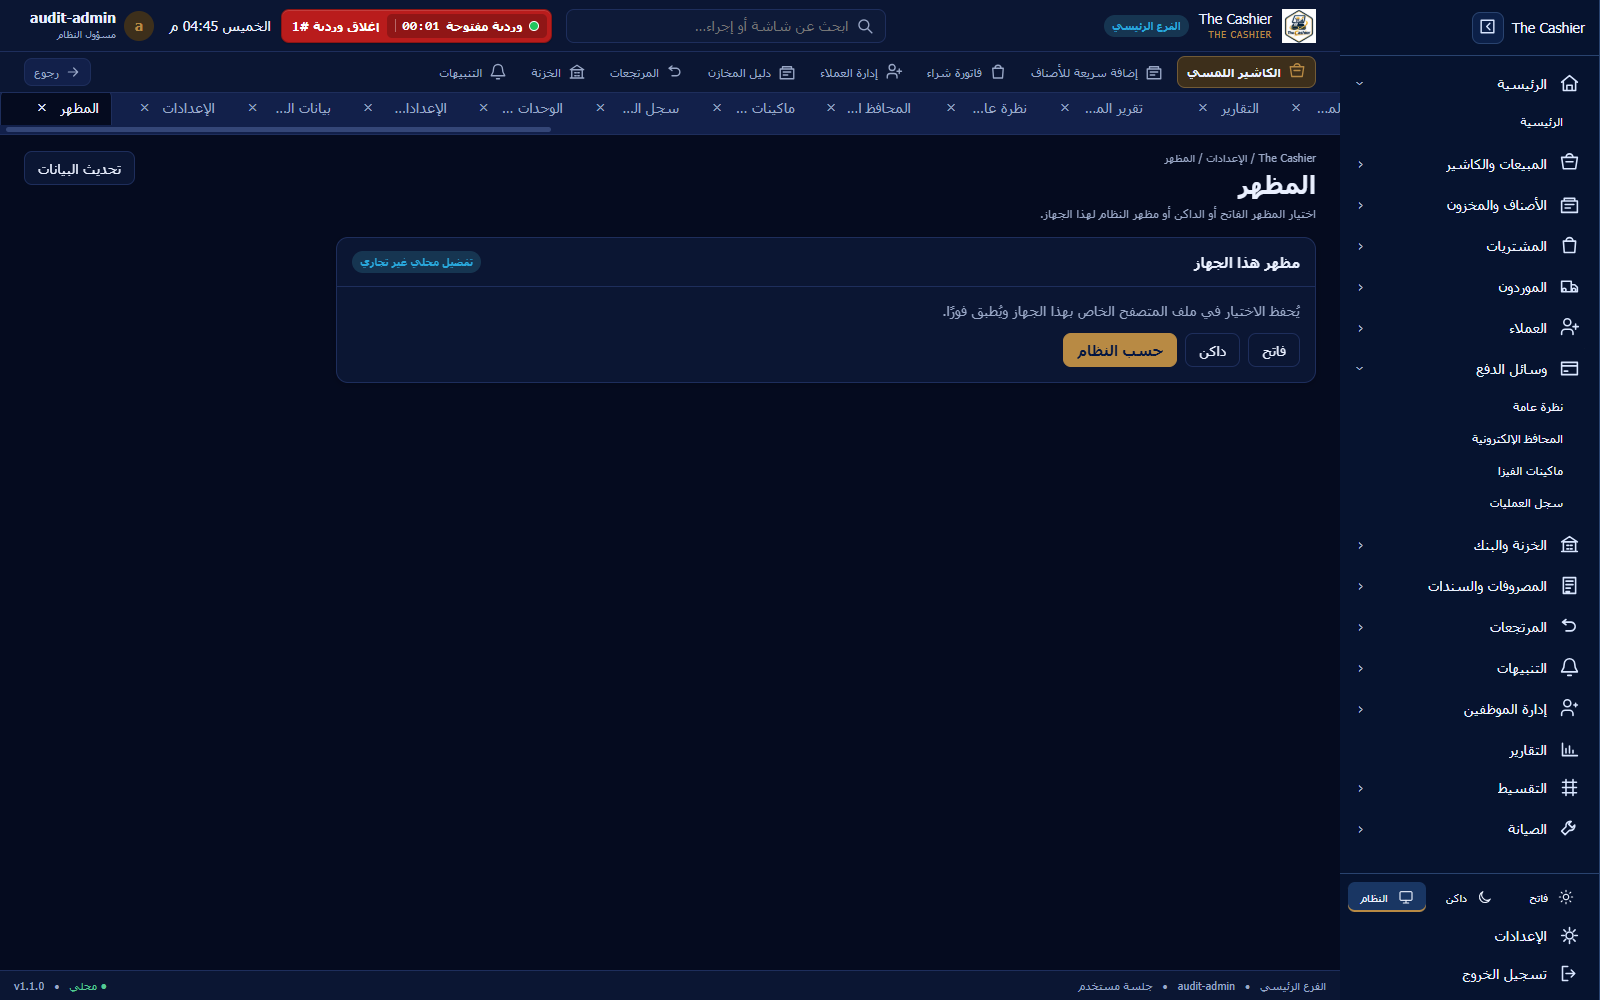 The Cashier
الرئيسية
الرئيسية
المبيعات والكاشير
الأصناف والمخزون
المشتريات
الموردون
العملاء
وسائل الدفع
نظرة عامة
المحافظ الإلكترونية
ماكينات الفيزا
سجل العمليات
الخزنة والبنك
المصروفات والسندات
المرتجعات
التنبيهات
إدارة الموظفين
التقارير
التقسيط
الصيانة
فاتح داكن النظام
الإعدادات
تسجيل الخروج
The Cashier
THE CASHIER
الفرع الرئيسي
ابحث عن شاشة أو إجراء...
وردية مفتوحة 00:01 إغلاق وردية #1
الخميس 04:45 م
a
audit-admin
مسؤول النظام
الكاشير اللمسي إضافة سريعة للأصناف فاتورة شراء إدارة العملاء دليل المخازن المرتجعات الخزنة التنبيهات رجوع
المـ... التقارير تقرير المـ... نظرة عا... المحافظ ا... ماكينات ... سجل الـ... الوحدات ... الإعدادا... بيانات الـ... الإعدادات المظهر
The Cashier / الإعدادات / المظهر
المظهر
اختيار المظهر الفاتح أو الداكن أو مظهر النظام لهذا الجهاز.
تحديث البيانات
مظهر هذا الجهاز
تفضيل محلي غير تجاري
يُحفظ الاختيار في ملف المتصفح الخاص بهذا الجهاز ويُطبق فورًا.
فاتح داكن حسب النظام
الفرع الرئيسي • audit-admin • جلسة مستخدم
محلي • v1.1.0